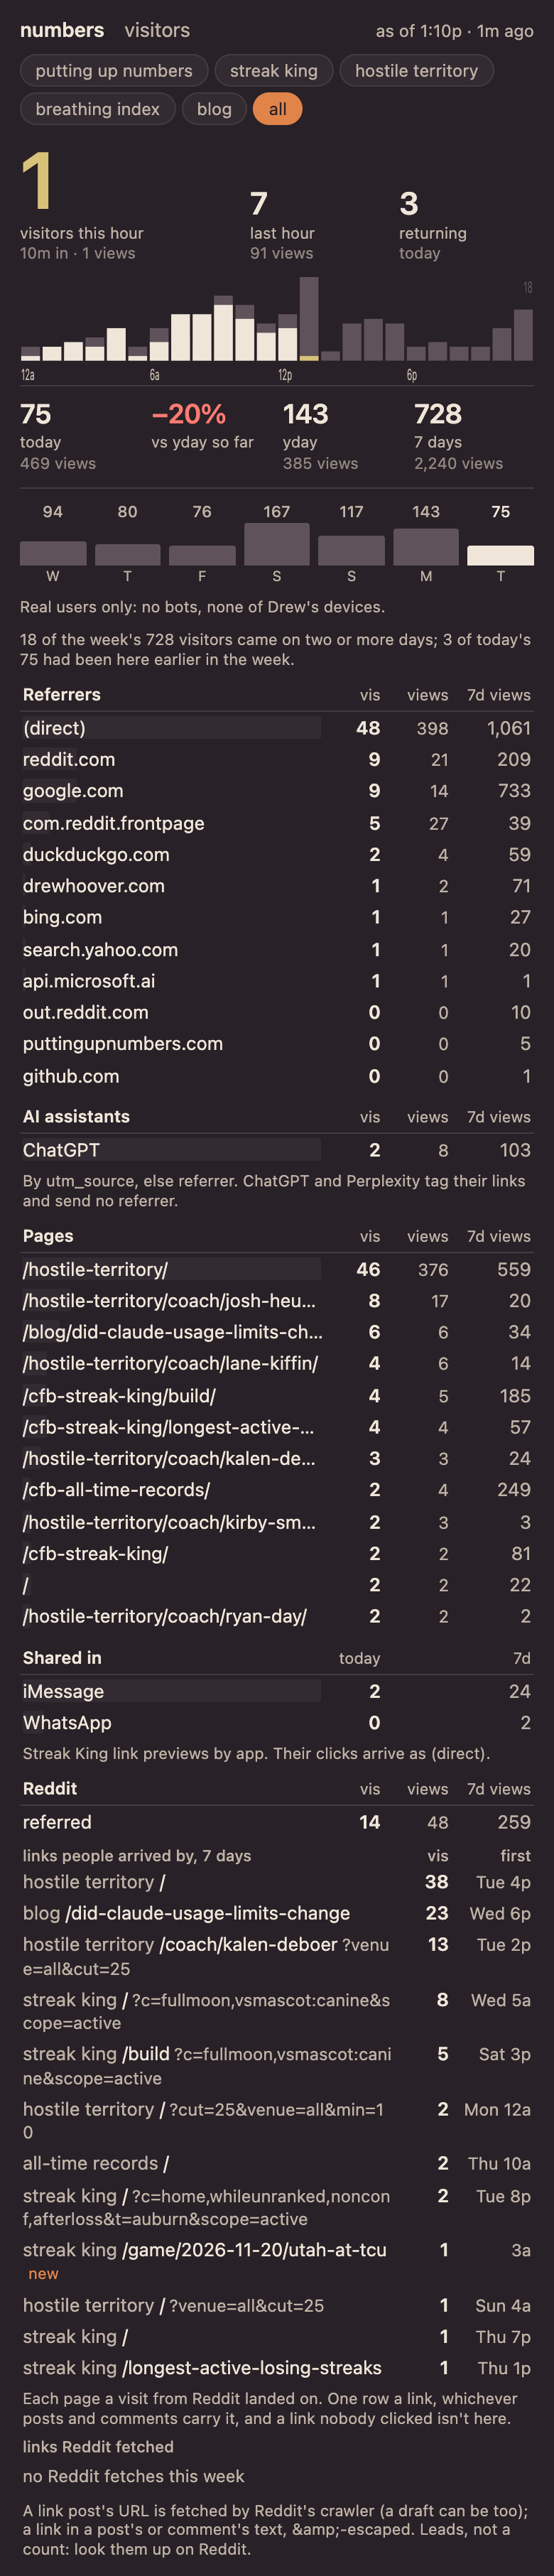 numbers visitors as of 1:10p · 1m ago
putting up numbers streak king hostile territory
breathing index blog all
1 7 3
visitors this hour last hour returning
10m in · 1 views 91 views today
18
12a 6a 12p 6p
75 −20% 143 728
today vs yday so far yday 7 days
469 views 385 views 2,240 views
94 80 76 167 117 143 75
W T F S S M T
Real users only: no bots, none of Drew's devices.
18 of the week's 728 visitors came on two or more days; 3 of today's
75 had been here earlier in the week.
Referrers vis views 7d views
(direct) 48 398 1,061
reddit.com 9 21 209
google.com 9 14 733
com.reddit.frontpage 5 27 39
duckduckgo.com 2 4 59
drewhoover.com 1 2 71
bing.com 1 1 27
search.yahoo.com 1 1 20
api.microsoft.ai 1 1 1
out.reddit.com 0 0 10
puttingupnumbers.com 0 0 5
github.com 0 0 1
AI assistants vis views 7d views
ChatGPT 2 8 103
By utm_source, else referrer. ChatGPT and Perplexity tag their links
and send no referrer.
Pages vis views 7d views
/hostile-territory/ 46 376 559
/hostile-territory/coach/josh-heu... 8 17 20
/blog/did-claude-usage-limits-ch... 6 6 34
/hostile-territory/coach/lane-kiffin/ 4 6 14
/cfb-streak-king/build/ 4 5 185
/cfb-streak-king/longest-active-... 4 4 57
/hostile-territory/coach/kalen-de... 3 3 24
/cfb-all-time-records/ 2 4 249
/hostile-territory/coach/kirby-sm... 2 3 3
/cfb-streak-king/ 2 2 81
/ 2 2 22
/hostile-territory/coach/ryan-day/ 2 2 2
Shared in today 7d
iMessage 2 24
WhatsApp 0 2
Streak King link previews by app. Their clicks arrive as (direct).
Reddit vis views 7d views
referred 14 48 259
links people arrived by, 7 days vis first
hostile territory / 38 Tue 4p
blog /did-claude-usage-limits-change 23 Wed 6p
hostile territory /coach/kalen-deboer ?venu 13 Tue 2p
e=all&cut=25
streak king / ?c=fullmoon,vsmascot:canine&s 8 Wed 5a
cope=active
streak king /build ?c=fullmoon,vsmascot:cani 5 Sat 3p
ne&scope=active
hostile territory / ?cut=25&venue=all&min=1 2 Mon 12a
0
all-time records / 2 Thu 10a
streak king / ?c=home,whileunranked,noncon 2 Tue 8p
f,afterloss&t=auburn&scope=active
streak king /game/2026-11-20/utah-at-tcu 1 3a
new
hostile territory / ?venue=all&cut=25 1 Sun 4a
streak king / 1 Thu 7p
streak king /longest-active-losing-streaks 1 Thu 1p
Each page a visit from Reddit landed on. One row a link, whichever
posts and comments carry it, and a link nobody clicked isn't here.
links Reddit fetched
no Reddit fetches this week
A link post's URL is fetched by Reddit's crawler (a draft can be too);
a link in a post's or comment's text, &amp;-escaped. Leads, not a
count: look them up on Reddit.